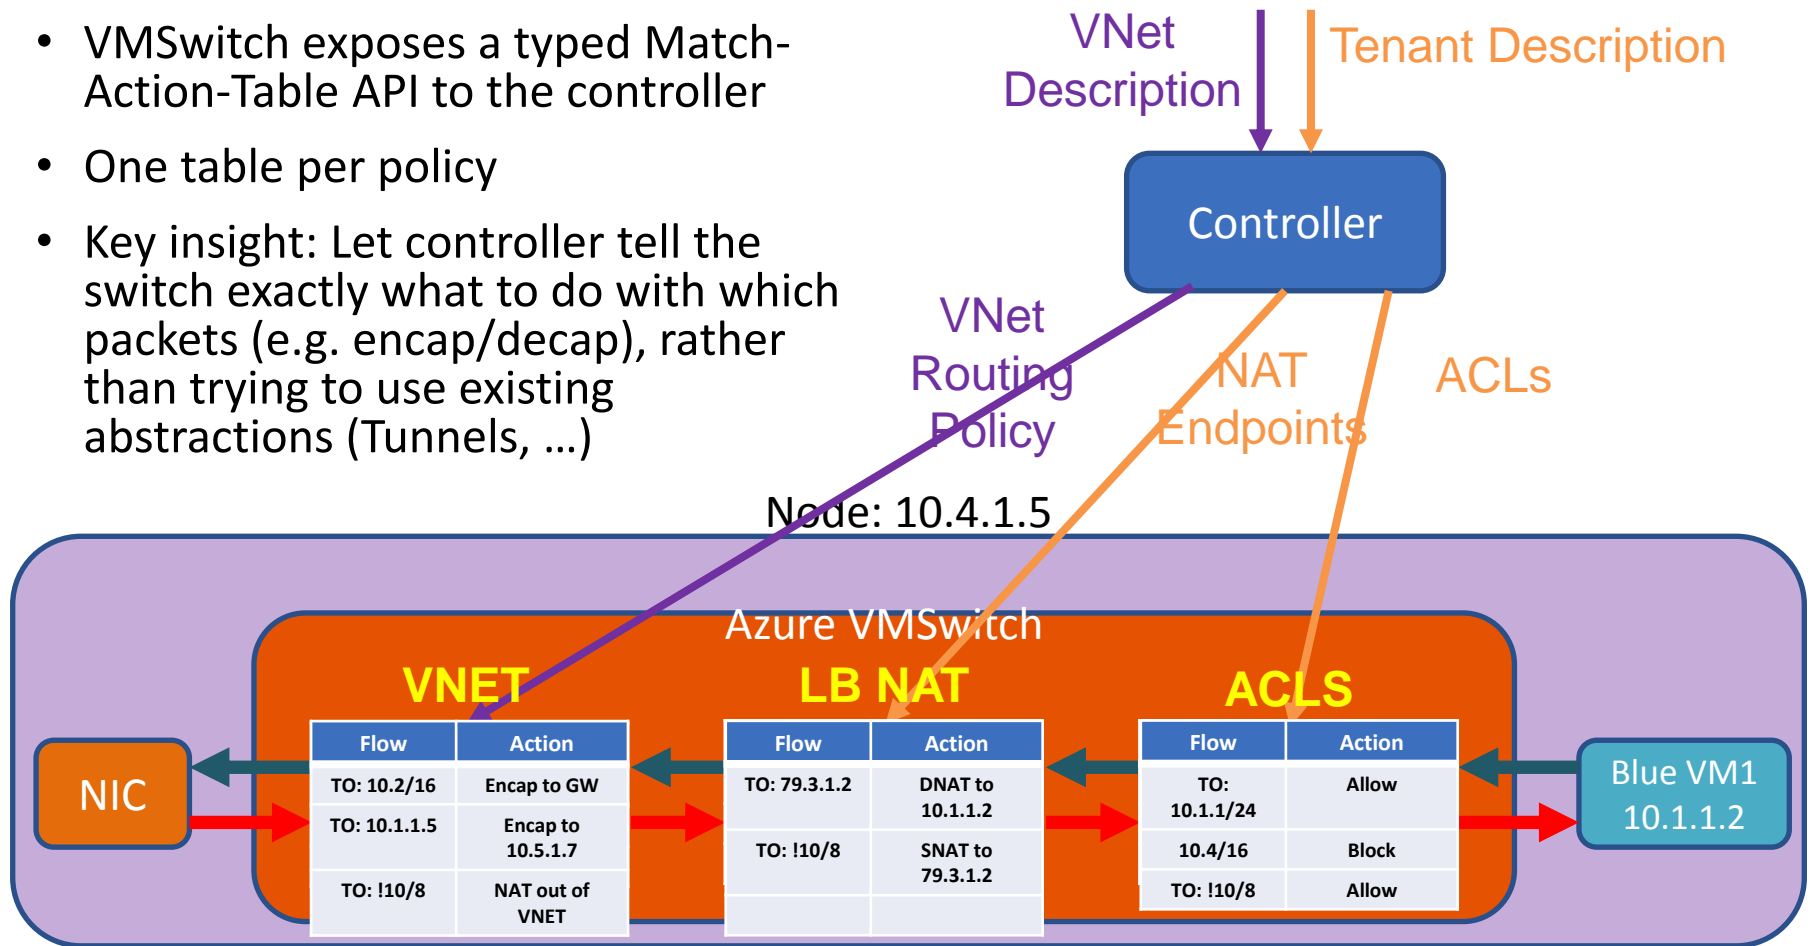 • VMSwitch exposes a typed Match-
Action-Table API to the controller
• One table per policy
• Key insight: Let controller tell the
switch exactly what to do with which
packets (e.g. encap/decap), rather
than trying to use existing
abstractions (Tunnels, …)
VNet
Description
Tenant Description
Controller
VNet
Routing
Policy
NAT
Endpoints
ACLs
Node: 10.4.1.5
Azure VMSwitch
VNET
LB NAT
ACLS
NIC
Flow Action
TO: 10.2/16 Encap to GW
TO: 10.1.1.5 Encap to
10.5.1.7
TO: !10/8 NAT out of
VNET
Flow Action
TO: 79.3.1.2 DNAT to
10.1.1.2
TO: !10/8 SNAT to
79.3.1.2
Flow Action
TO: Allow
10.1.1/24
10.4/16 Block
TO: !10/8 Allow
Blue VM1
10.1.1.2